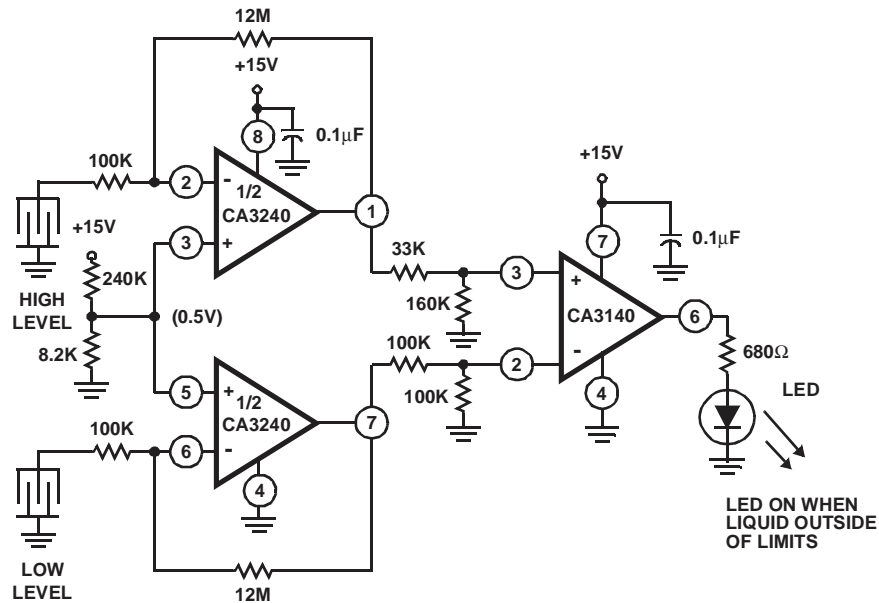 12M
+15V
8
0.1μF
100K
2
-
1/2
CA3240
1
+15V
3
+
240K
HIGH
LEVEL
(0.5V)
8.2K
33K
3
160K
+15V
7
0.1μF
+
CA3140
6
-
2
4
680Ω
LED
100K
100K
5
+
1/2
CA3240
7
100K
6
-
4
LOW
LEVEL
12M
LED ON WHEN
LIQUID OUTSIDE
OF LIMITS